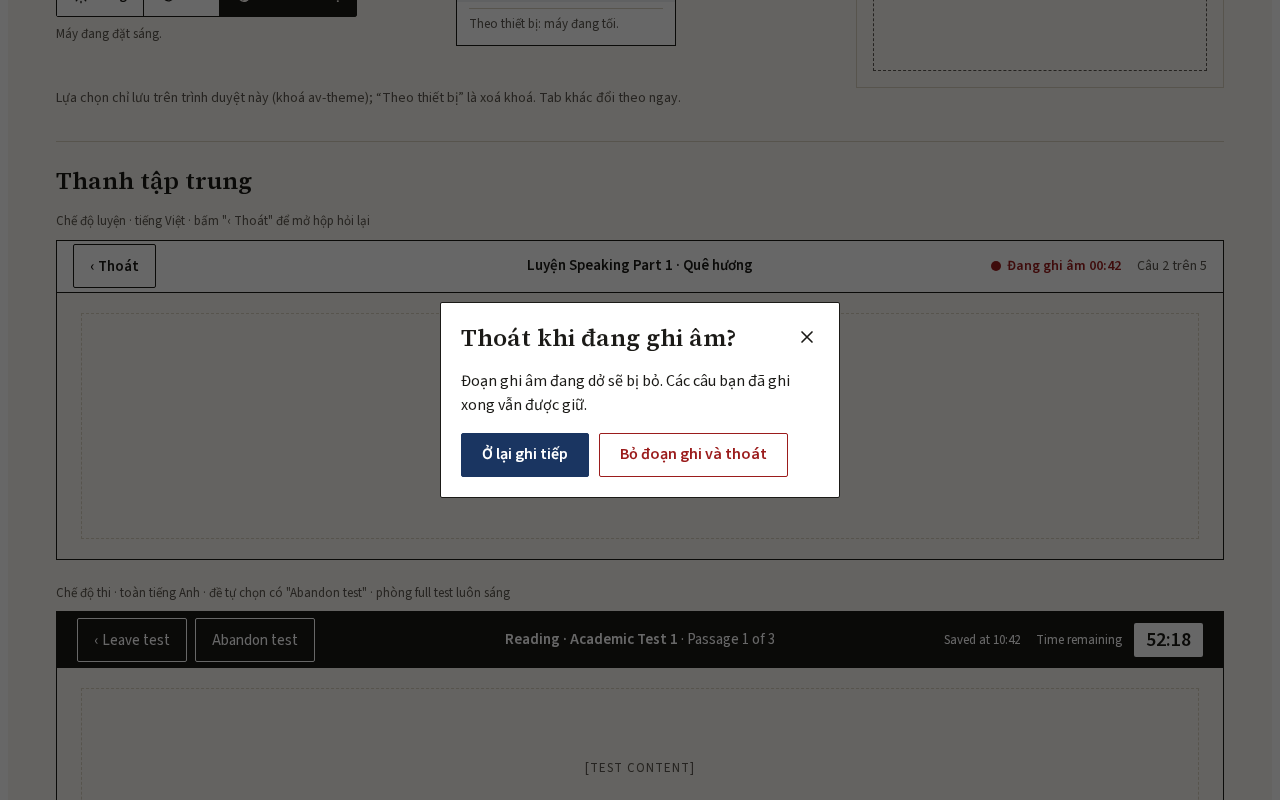 Máy đang đặt sáng.
Theo thiết bị: máy đang tối.
Lựa chọn chỉ lưu trên trình duyệt này (khoá av-theme); “Theo thiết bị” là xoá khoá. Tab khác đổi theo ngay.
Thanh tập trung
Chế độ luyện · tiếng Việt · bấm "‹ Thoát" để mở hộp hỏi lại
‹ Thoát
Luyện Speaking Part 1 · Quê hương
Đang ghi âm 00:42
Câu 2 trên 5
Thoát khi đang ghi âm?
Đoạn ghi âm đang dở sẽ bị bỏ. Các câu bạn đã ghi
xong vẫn được giữ.
Ở lại ghi tiếp
Bỏ đoạn ghi và thoát
Chế độ thi · toàn tiếng Anh · đề tự chọn có "Abandon test" · phòng full test luôn sáng
‹ Leave test
Abandon test
Reading · Academic Test 1 · Passage 1 of 3
Saved at 10:42
Time remaining
52:18
[TEST CONTENT]